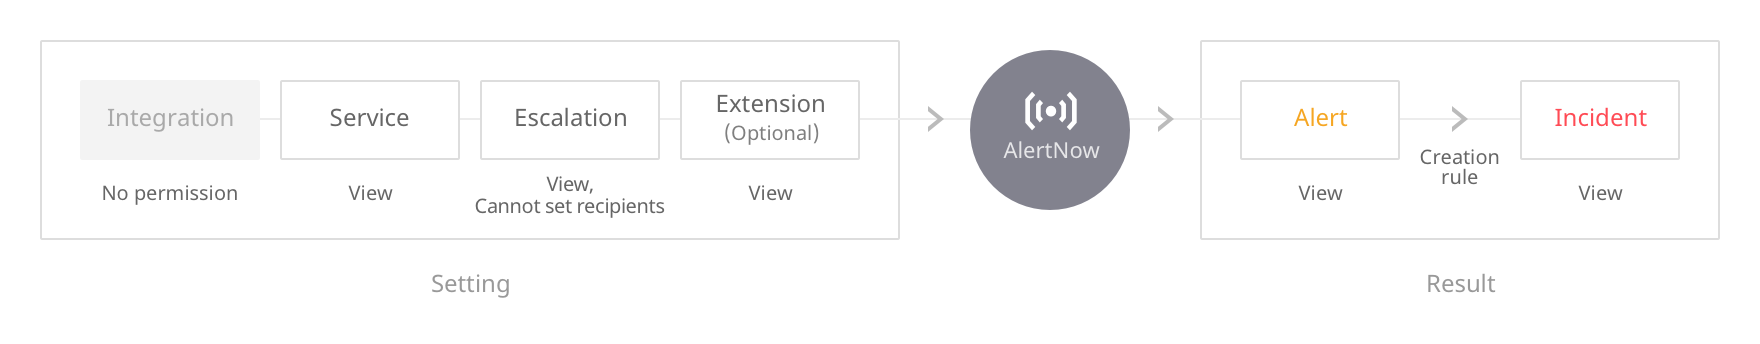 Integration
No permission
Service
View
Escalation
View,
Cannot set recipients
Extension
(Optional)
View
Setting
AlertNow
Alert
View
Creation
rule
Incident
View
Result